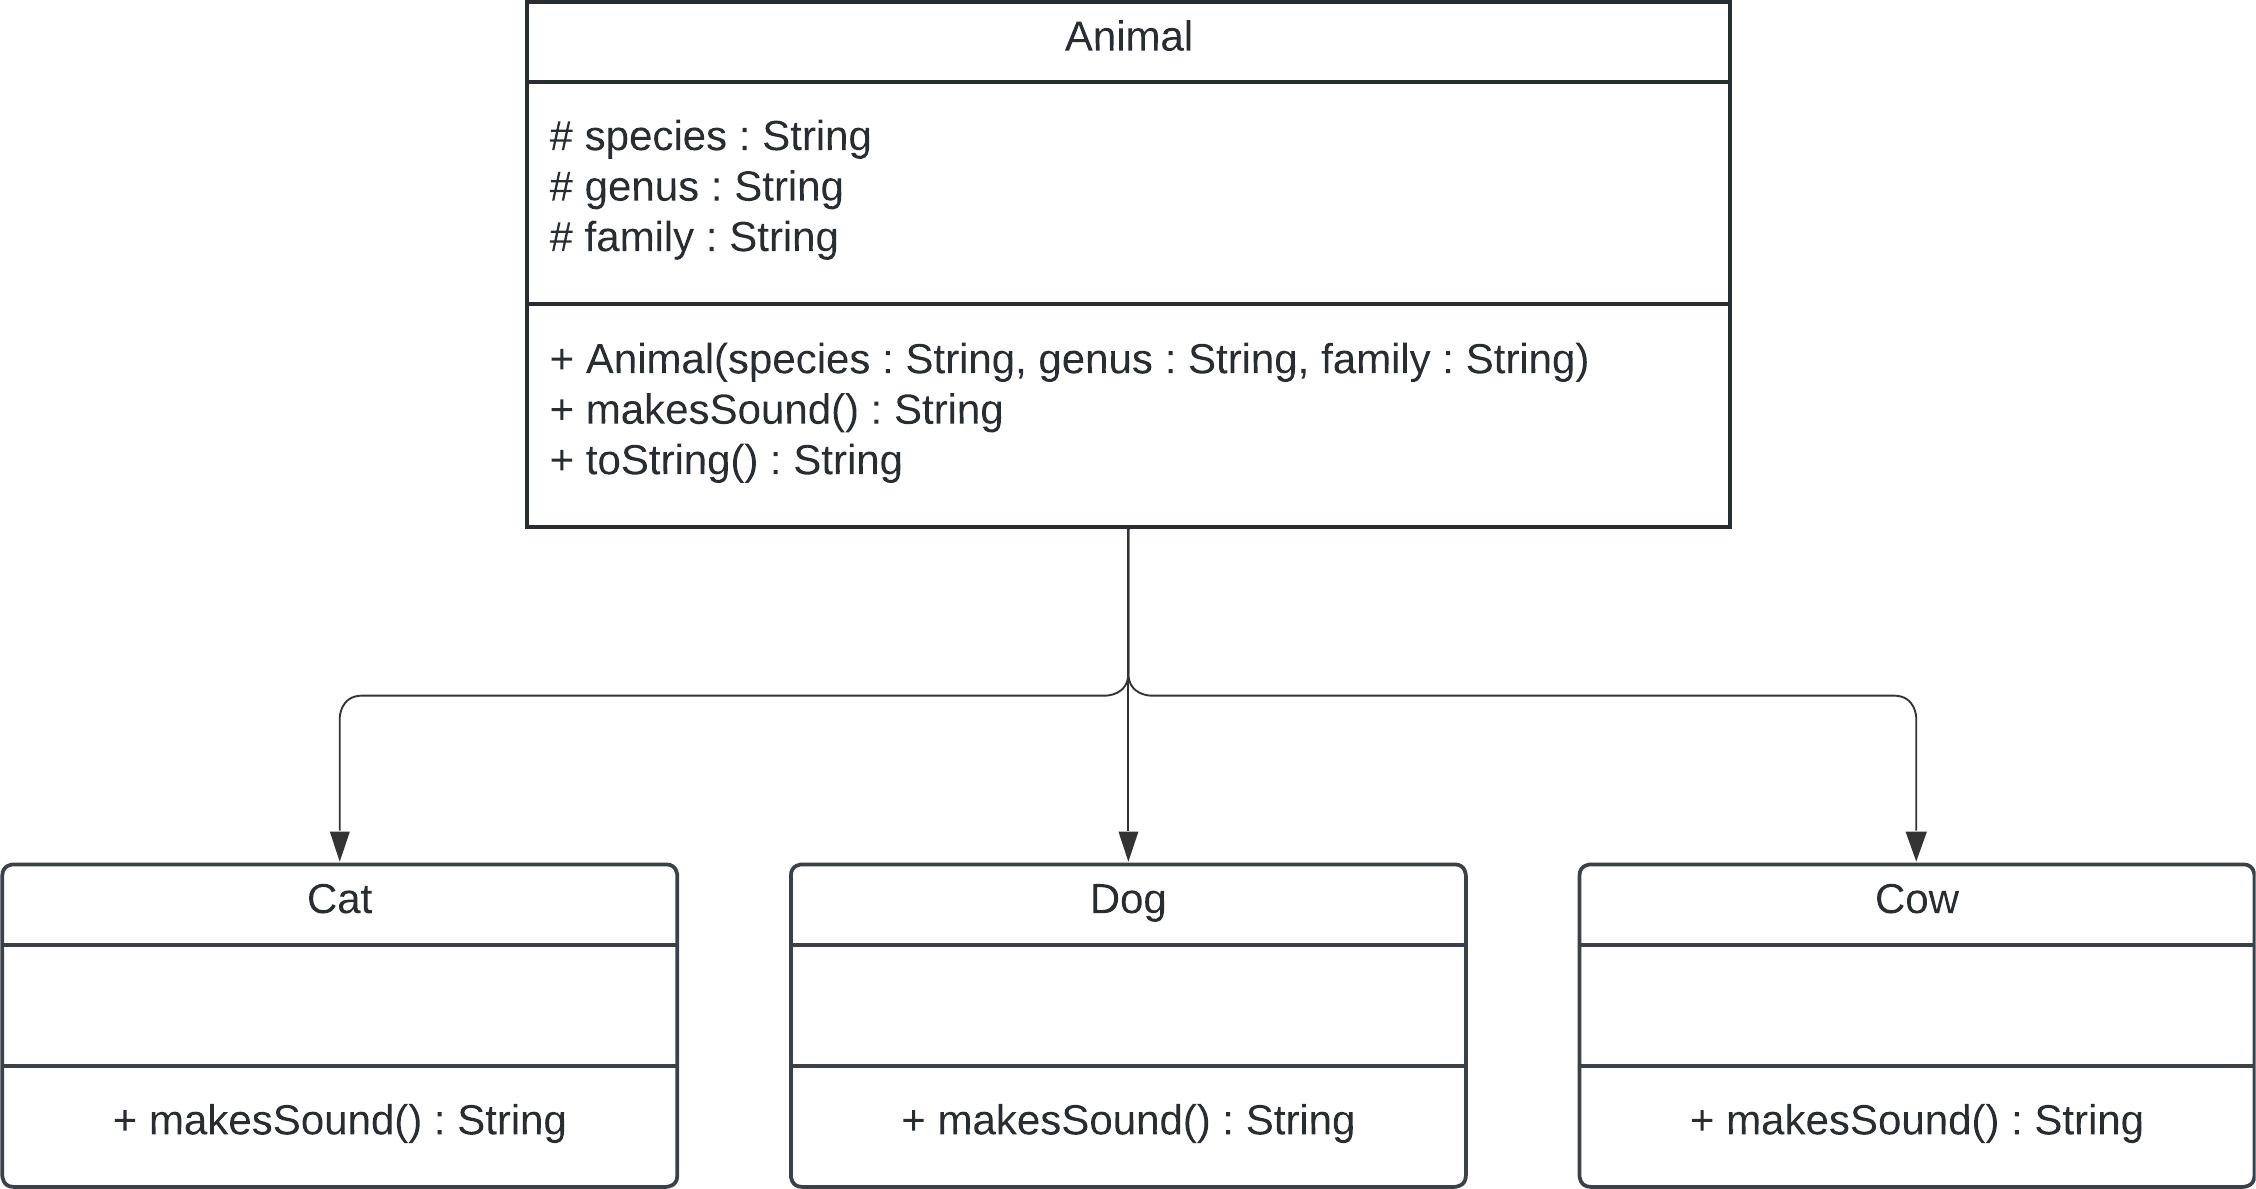 Animal
# species : String
# genus : String
# family : String
+ Animal(species : String, genus : String, family : String)
+ makesSound() : String
+ toString() : String
Cat
+ makesSound() : String
Dog
+ makesSound() : String
Cow
+ makesSound() : String